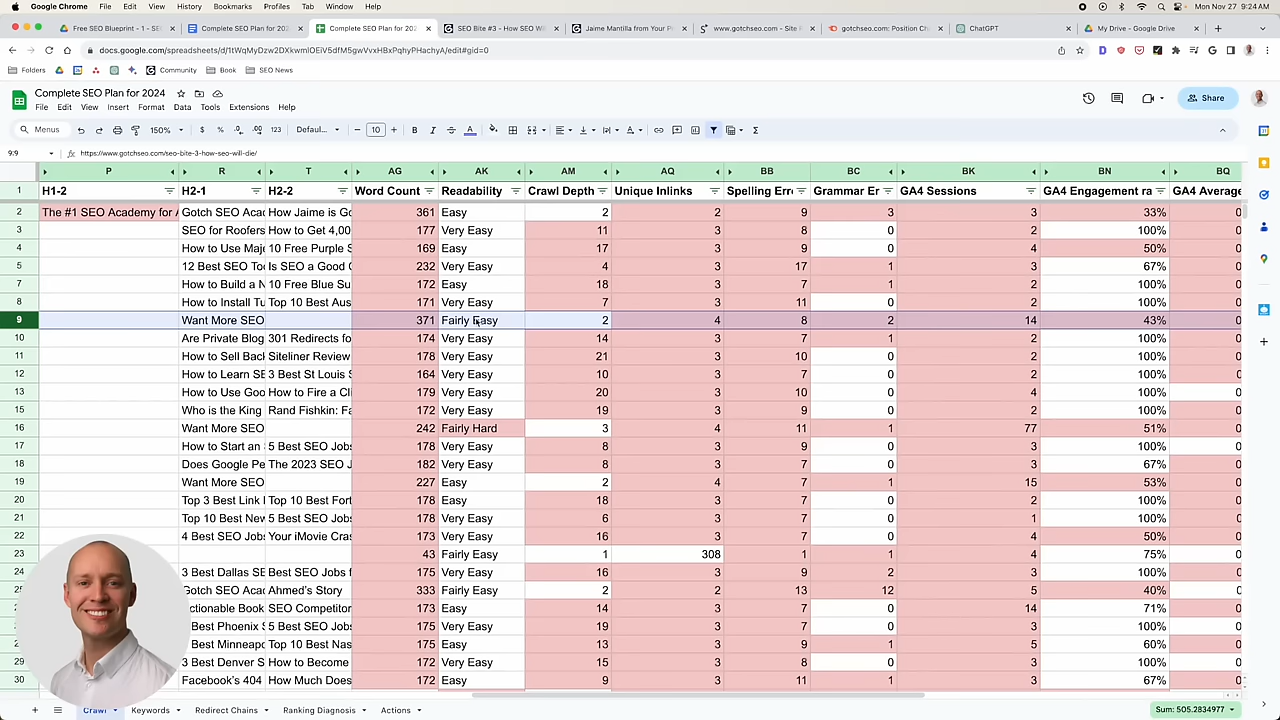 Google Chrome File Edit View History Bookmarks Profiles Tab Window Help Mon Nov 27 9:24 AM
Free SEO Blueprint - 1 - SEO Complete SEO Plan for 202 Complete SEO Plan for 2024 SEO Bite #3 - How SEO Wi Jaime Mantilla from Your P www.gotchseo.com - Site gotchseo.com: Position Cha ChatGPT My Drive - Google Drive
docs.google.com/spreadsheets/d/
Folders Community Book SEO News
Complete SEO Plan for 2024
File Edit View Insert Format Data Tools Extensions Help
Share
Menus 150% $ % .0 .00 123 Defaul... 10 B I A
9:9 fx https://www.gotchseo.com/seo-bite-3-how-seo-will-die/
P R T AG AK AM AQ BB BC BK BN BQ
1 H1-2 H2-1 H2-2 Word Count Readability Crawl Depth Unique Inlinks Spelling Erro Grammar Er GA4 Sessions GA4 Engagement ra GA4 Average
2 The #1 SEO Academy for A Gotch SEO Acad How Jaime is Go 361 Easy 2 2 9 3 3 33% 0
3 SEO for Roofers How to Get 4,00 177 Very Easy 11 3 8 0 2 100% 0
4 How to Use Maje 10 Free Purple S 169 Easy 17 3 9 0 4 50% 0
5 12 Best SEO Too Is SEO a Good C 232 Very Easy 4 3 17 1 3 67% 0
7 How to Build a N 10 Free Blue Su 172 Easy 18 3 7 1 3 100% 0
8 How to Install Tu Top 10 Best Aus 171 Very Easy 7 3 11 0 2 100% 0
9 Want More SEO 371 Fairly Easy 2 4 8 2 14 43% 0
10 Are Private Blog 301 Redirects fo 174 Very Easy 14 3 7 1 2 100% 0
11 How to Sell Back Siteliner Review 178 Very Easy 21 3 10 0 2 100% 0
12 How to Learn SE 3 Best St Louis S 164 Very Easy 10 3 7 0 2 100% 0
13 How to Use Goo How to Fire a Cli 179 Very Easy 20 3 10 0 4 100% 0
15 Who is the King Rand Fishkin: Fa 172 Very Easy 19 3 7 0 2 100% 0
16 Want More SEO 242 Fairly Hard 3 4 11 1 77 51% 0
17 How to Start an 5 Best SEO Jobs 178 Very Easy 8 3 9 0 3 100% 0
18 Does Google Pe The 2023 SEO J 182 Very Easy 8 3 7 0 3 67% 0
19 Want More SEO 227 Easy 2 4 7 1 15 53% 0
20 Top 3 Best Link Top 10 Best Fort 178 Easy 18 3 7 0 2 100% 0
21 Top 10 Best New 5 Best SEO Jobs 178 Very Easy 6 3 7 0 1 100% 0
22 4 Best SEO Jobs Your iMovie Cras 173 Very Easy 16 3 7 0 4 50% 0
23 43 Fairly Easy 1 308 1 1 4 75% 0
24 3 Best Dallas SE Best SEO Jobs f 175 Very Easy 16 3 9 2 3 100% 0
Gotch SEO Acad Ahmed's Story 333 Fairly Easy 2 2 13 12 5 40% 0
ctionable Book SEO Competitor 173 Easy 14 3 7 0 14 71% 0
Best Phoenix 5 Best SEO Jobs 175 Very Easy 19 3 7 0 3 100% 0
Best Minneapo Top 10 Best Nas 175 Easy 13 3 9 1 5 60% 0
29 3 Best Denver S How to Become 172 Very Easy 15 3 8 0 3 100% 0
30 Facebook's 404 How Much Does 172 Easy 9 3 11 1 3 67% 0
Crawl Keywords Redirect Chains Ranking Diagnosis Actions Sum: 505.2834977